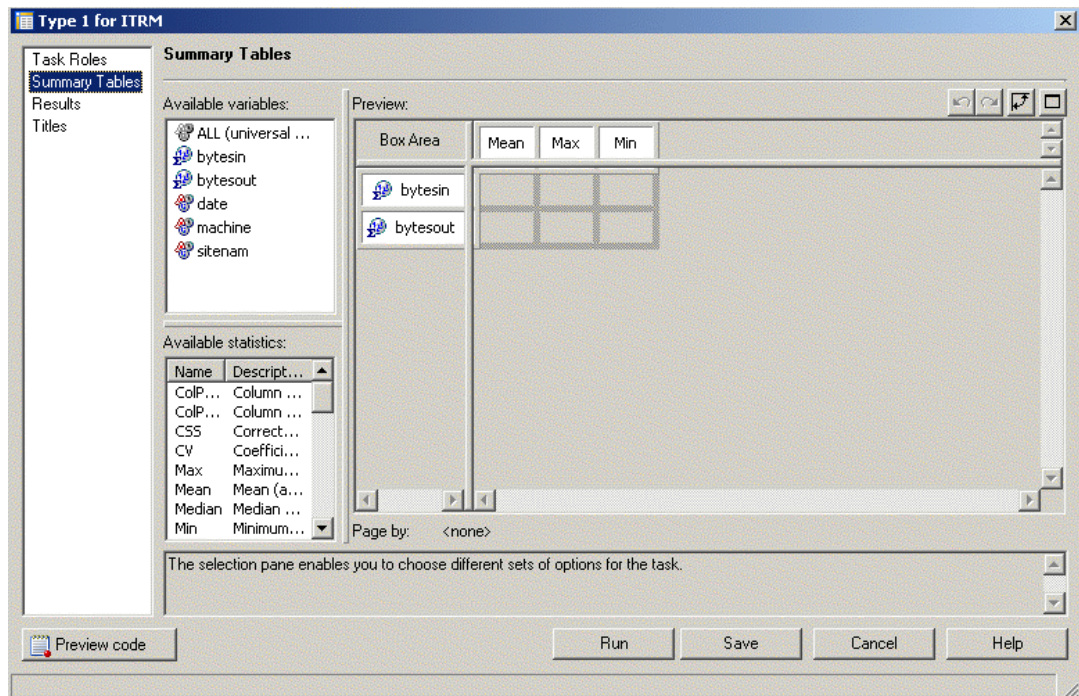 Type 1 for ITRM
Task Roles
Summary Tables
Results
Titles
Summary Tables
Available variables:
ALL (universal ...
bytesin
bytesout
date
machine
sitenam
Available statistics:
Name Descript...
ColP... Column ...
ColP... Column ...
CSS Correct...
CV Coeffici...
Max Maximu...
Mean Mean (a...
Median Median ...
Min Minimum...
Preview:
Box Area Mean Max Min
bytesin
bytesout
Page by: <none>
The selection pane enables you to choose different sets of options for the task.
Preview code Run Save Cancel Help